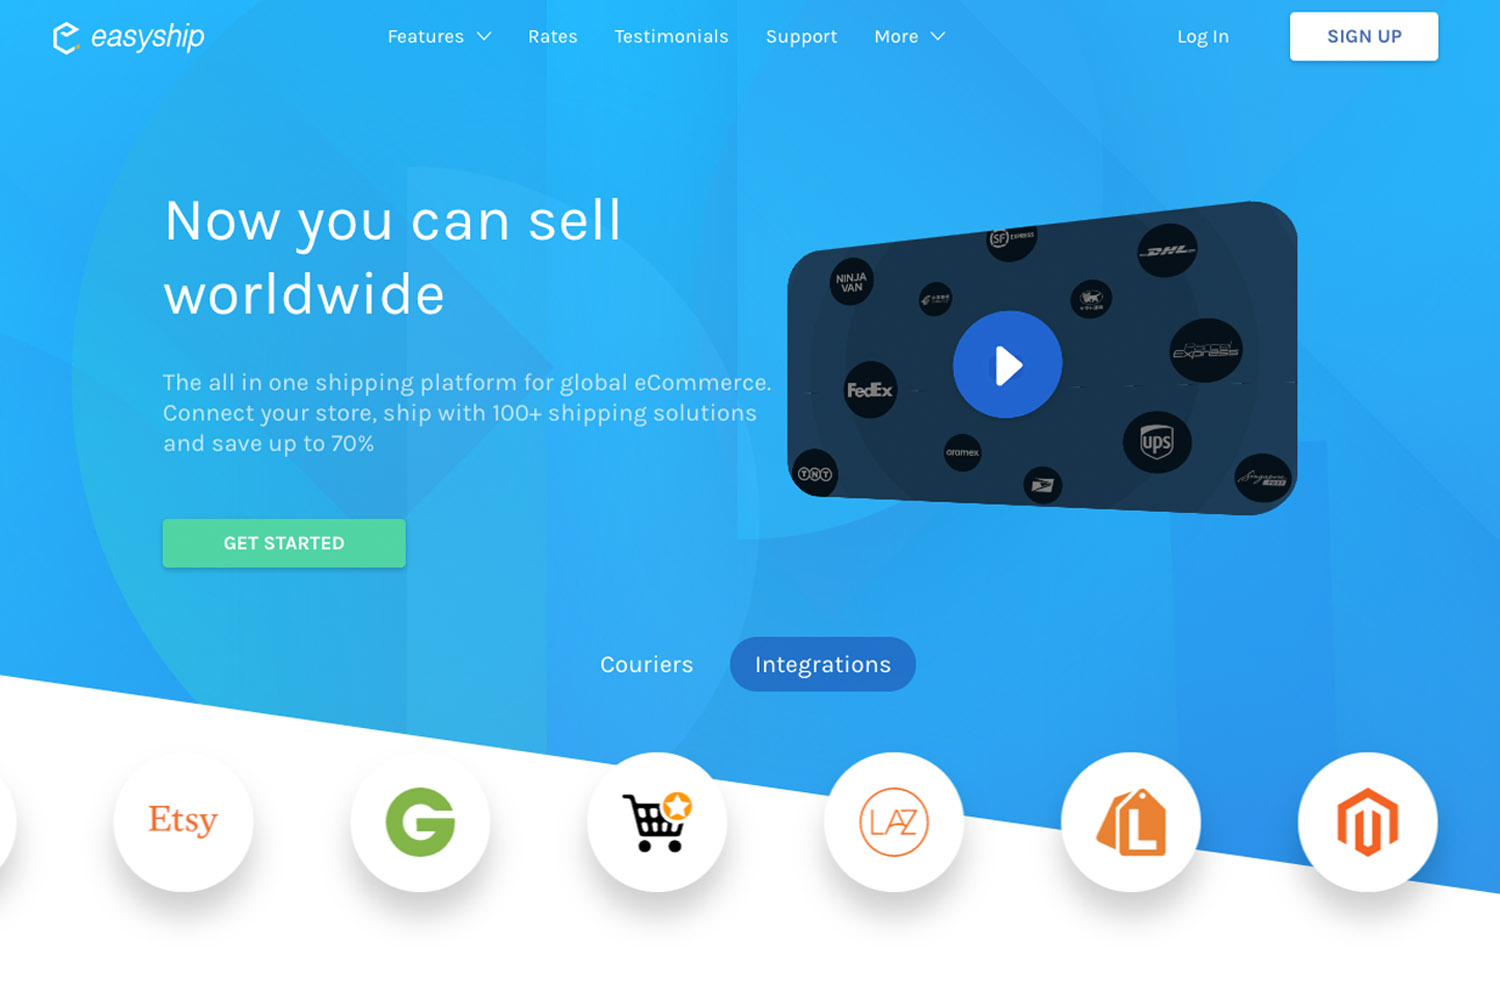 easyship
Features
Rates
Testimonials
Support
More
Log In
SIGN UP
Now you can sell
worldwide
The all in one shipping platform for global eCommerce.
Connect your store, ship with 100+ shipping solutions
and save up to 70%
GET STARTED
SF EXPRESS
DHL
NINJA
VAN
Parcel
Express
FedEx
ups
aramex
TNT
Singapore
POST
Couriers
Integrations
Etsy
G
LAZ
L